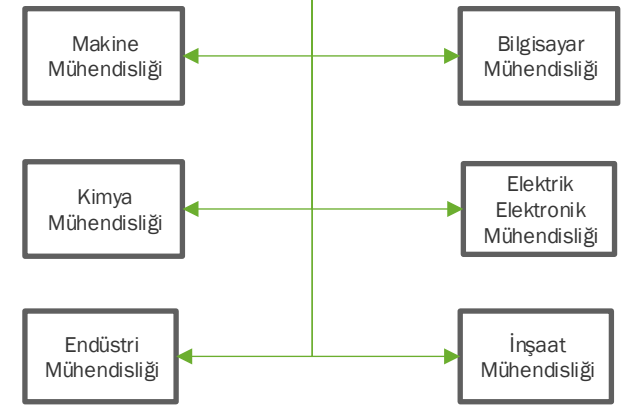 Makine
Mühendisliği
Bilgisayar
Mühendisliği
Kimya
Mühendisliği
Elektrik
Elektronik
Mühendisliği
Endüstri
Mühendisliği
İnşaat
Mühendisliği